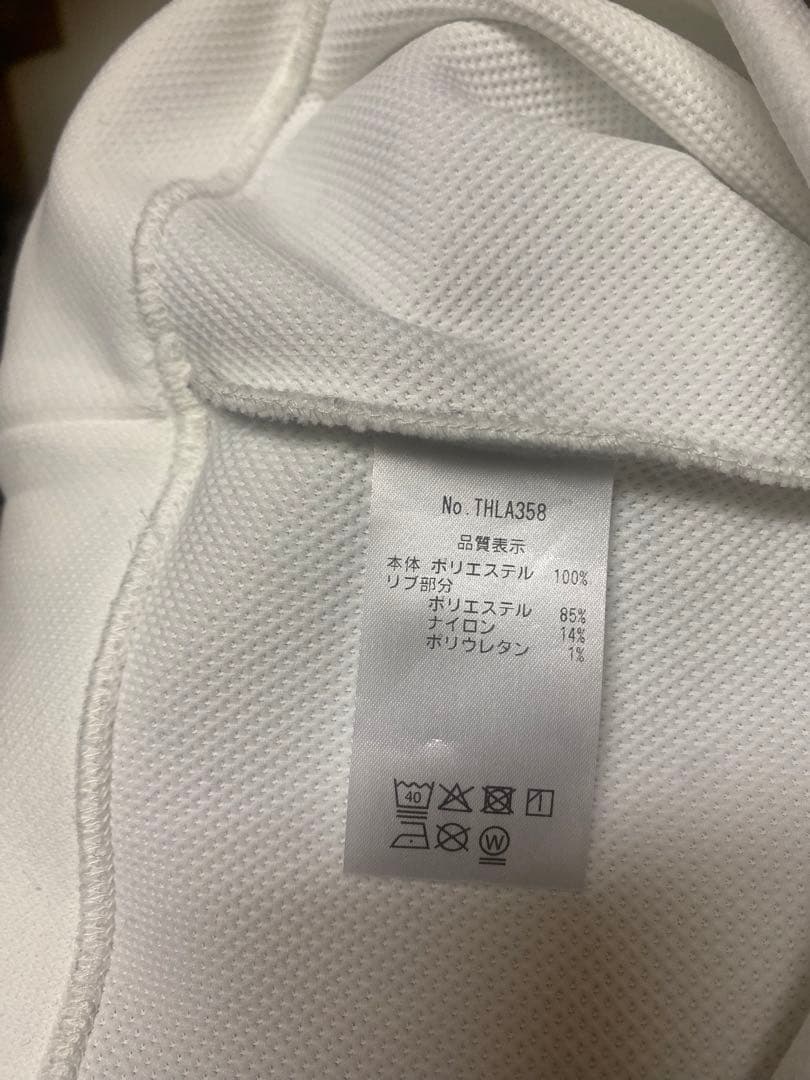 No.THLA358
品質表示
本体 ポリエステル 100%
リブ部分
ポリエステル 85%
ナイロン 14%
ポリウレタン 1%
40
W